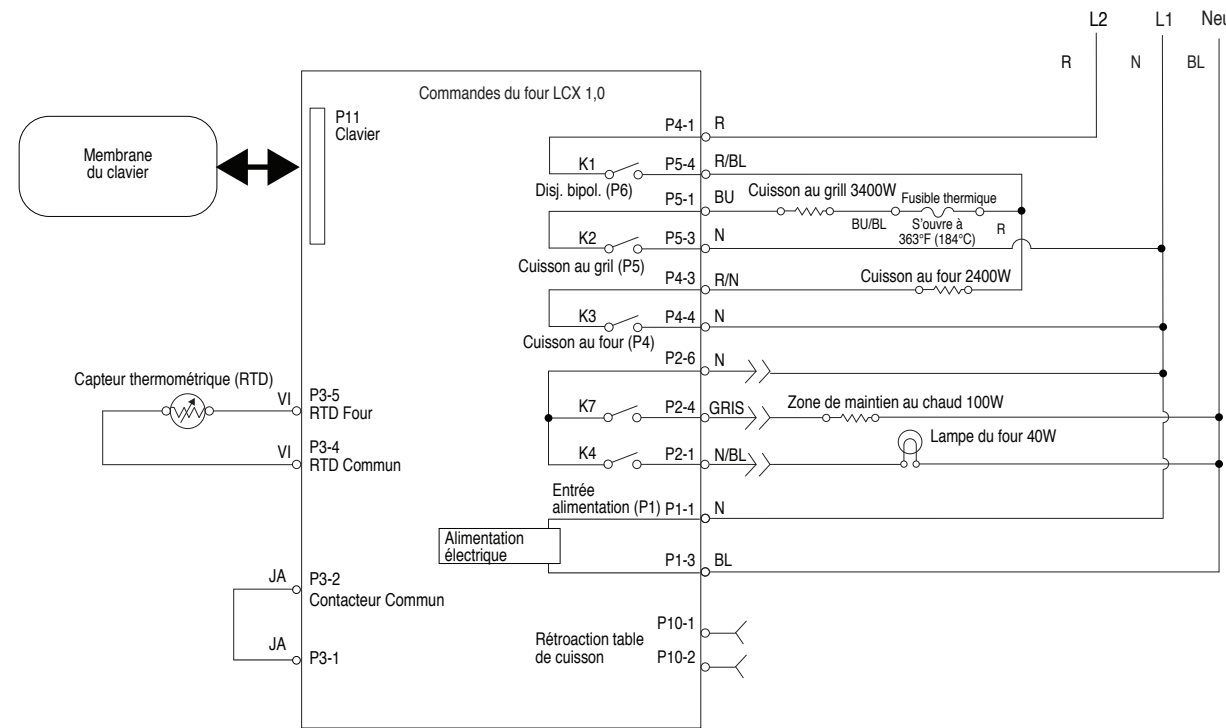 L2 L1 Neu
R N BL
Commandes du four LCX 1,0
P11
Clavier
Membrane
du clavier
P4-1 R
K1 P5-4 R/BL
Disj. bipol. (P6)
P5-1 BU Cuisson au grill 3400W Fusible thermique
BU/BL S'ouvre à R
363°F (184°C)
K2 P5-3 N
Cuisson au gril (P5)
P4-3 R/N Cuisson au four 2400W
K3 P4-4 N
Cuisson au four (P4)
P2-6 N
Capteur thermométrique (RTD)
VI P3-5
RTD Four
K7 P2-4 GRIS Zone de maintien au chaud 100W
Lampe du four 40W
VI P3-4
RTD Commun
K4 P2-1 N/BL
Entrée
alimentation (P1) P1-1 N
Alimentation
électrique
P1-3 BL
JA P3-2
Contacteur Commun
JA P3-1
Rétroaction table
de cuisson
P10-1
P10-2